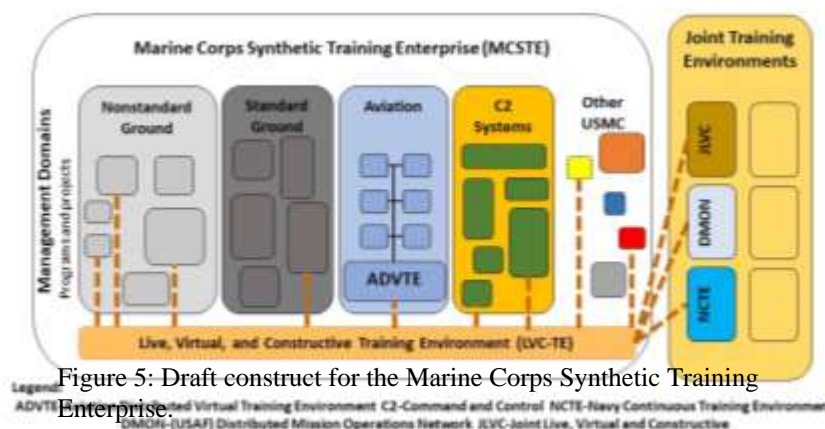 Marine Corps Synthetic Training Enterprise (MCSTE)
Joint Training
Environments
Management Domains
Programs and projects
Nonstandard
Ground
Standard
Ground
Aviation
C2
Systems
Other
USMC
ADVTE
JLVC
DMON
NCTE
Live, Virtual, and Constructive Training Environment (LVC-TE)
Legend:
Figure 5: Draft construct for the Marine Corps Synthetic Training
Enterprise.
ADVTE- Distributed Virtual Training Environment C2-Command and Control NCTE-Navy Continuous Training Environment
DMON-(USAF) Distributed Mission Operations Network JLVC-Joint Live, Virtual and Constructive